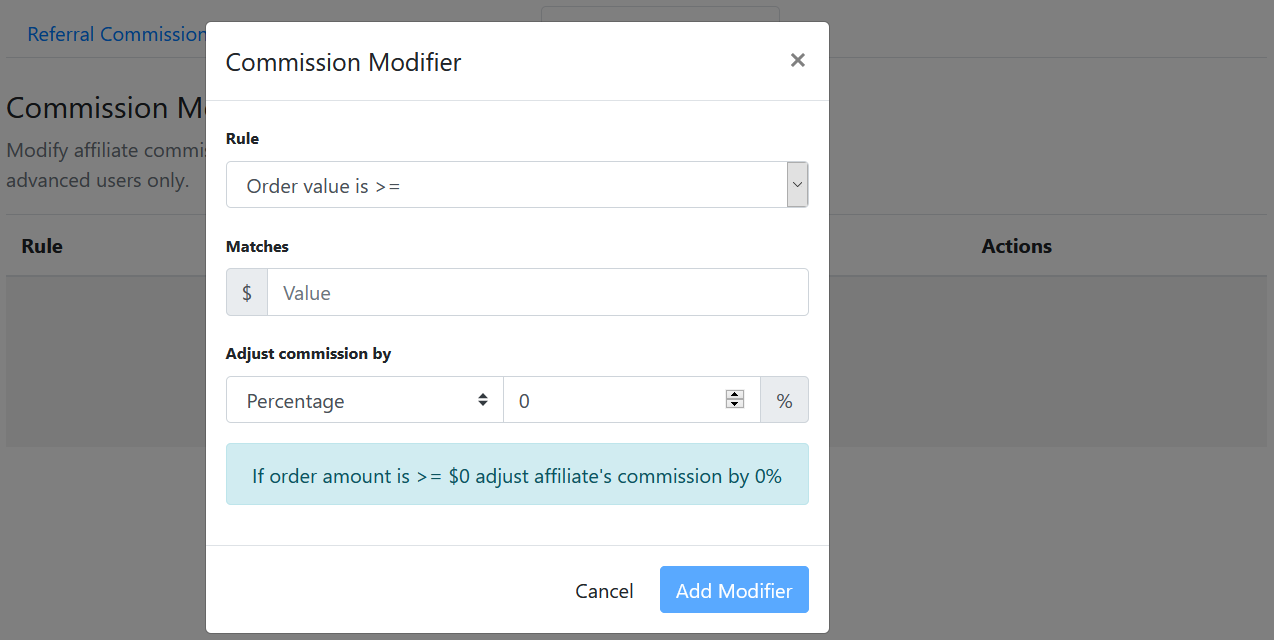 Referral Commission
Commission Modifier
×
Commission M
Modify affiliate commis
advanced users only.
Rule
Order value is >=
Matches
$ Value
Rule
Actions
Adjust commission by
Percentage 0 %
If order amount is >= $0 adjust affiliate's commission by 0%
Cancel Add Modifier